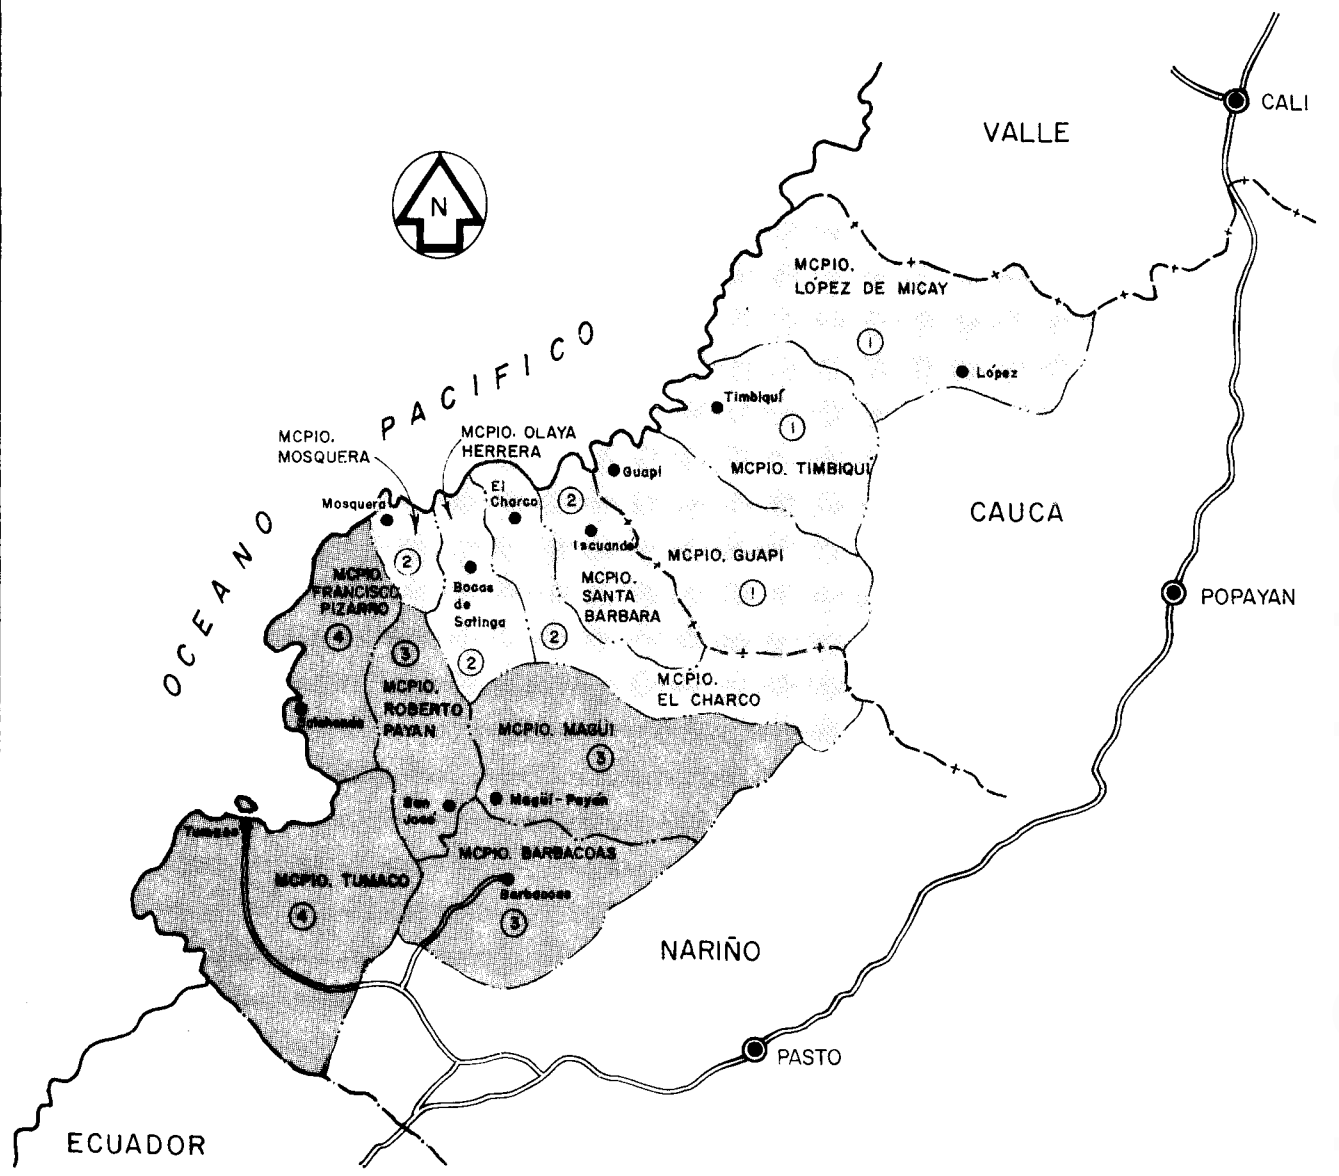 CALI
VALLE
N
MCPIO.
LÓPEZ DE MICAY
1
López
OCEANO PACIFICO
Timbiquí
1
MCPIO. TIMBIQUI
MCPIO.
MOSQUERA
MCPIO. OLAYA
HERRERA
Guapi
El
Charco
2
Mosquera
Iscuande
CAUCA
MCPIO. GUAPI
1
2
MCPIO.
FRANCISCO
PIZARRO
4
Bocas
de
Satinga
MCPIO.
SANTA
BARBARA
POPAYAN
2
2
3
MCPIO.
ROBERTO
PAYAN
MCPIO.
EL CHARCO
MCPIO. MAGUI
3
San
José
Magüí-Payán
Tumaco
MCPIO. BARBACOAS
MCPIO. TUMACO
4
Barbacoas
3
NARIÑO
PASTO
ECUADOR